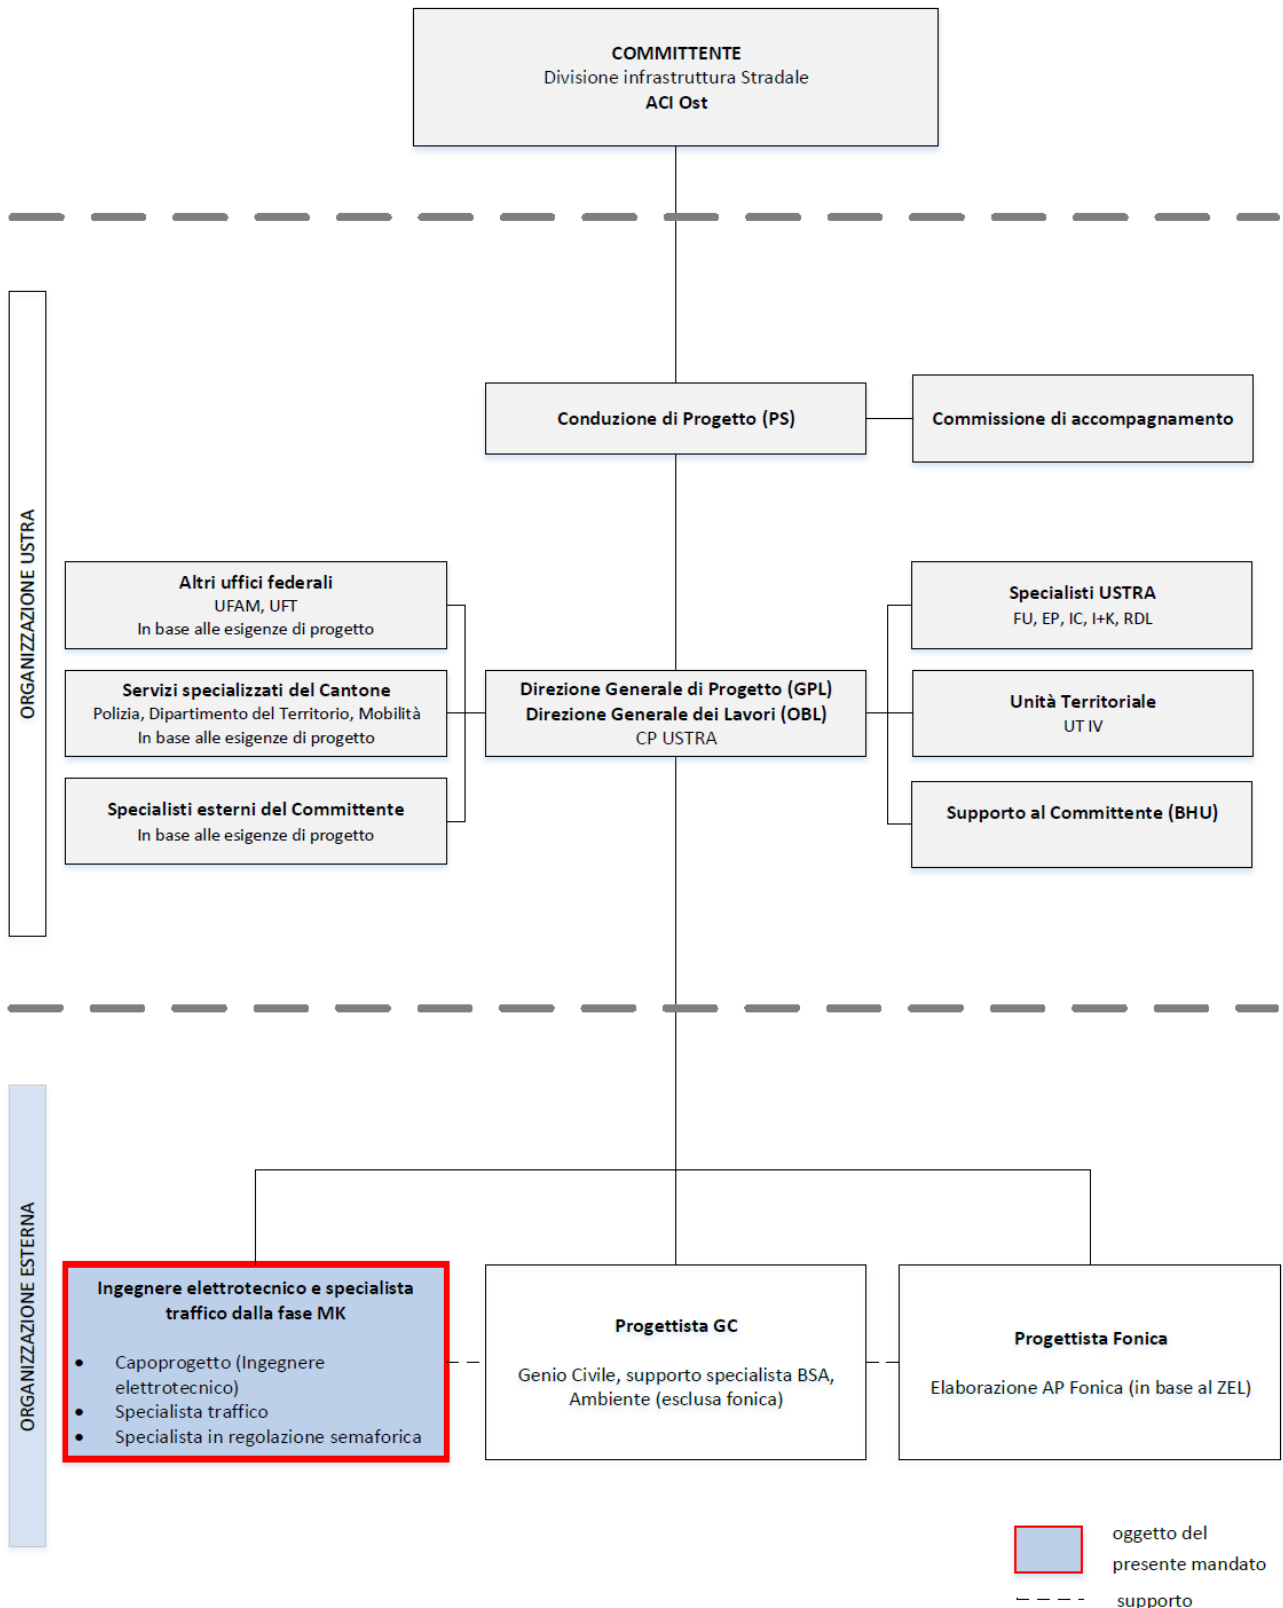 COMMITTENTE
Divisione infrastruttura Stradale
ACI Ost
ORGANIZZAZIONE USTRA
Conduzione di Progetto (PS)
Commissione di accompagnamento
Altri uffici federali
UFAM, UFT
In base alle esigenze di progetto
Specialisti USTRA
FU, EP, IC, I+K, RDL
Servizi specializzati del Cantone
Polizia, Dipartimento del Territorio, Mobilità
In base alle esigenze di progetto
Direzione Generale di Progetto (GPL)
Direzione Generale dei Lavori (OBL)
CP USTRA
Unità Territoriale
UT IV
Specialisti esterni del Committente
In base alle esigenze di progetto
Supporto al Committente (BHU)
ORGANIZZAZIONE ESTERNA
Ingegnere elettrotecnico e specialista
traffico dalla fase MK
• Capoprogetto (Ingegnere
elettrotecnico)
• Specialista traffico
• Specialista in regolazione semaforica
Progettista GC
Genio Civile, supporto specialista BSA,
Ambiente (esclusa fonica)
Progettista Fonica
Elaborazione AP Fonica (in base al ZEL)
oggetto del
presente mandato
supporto